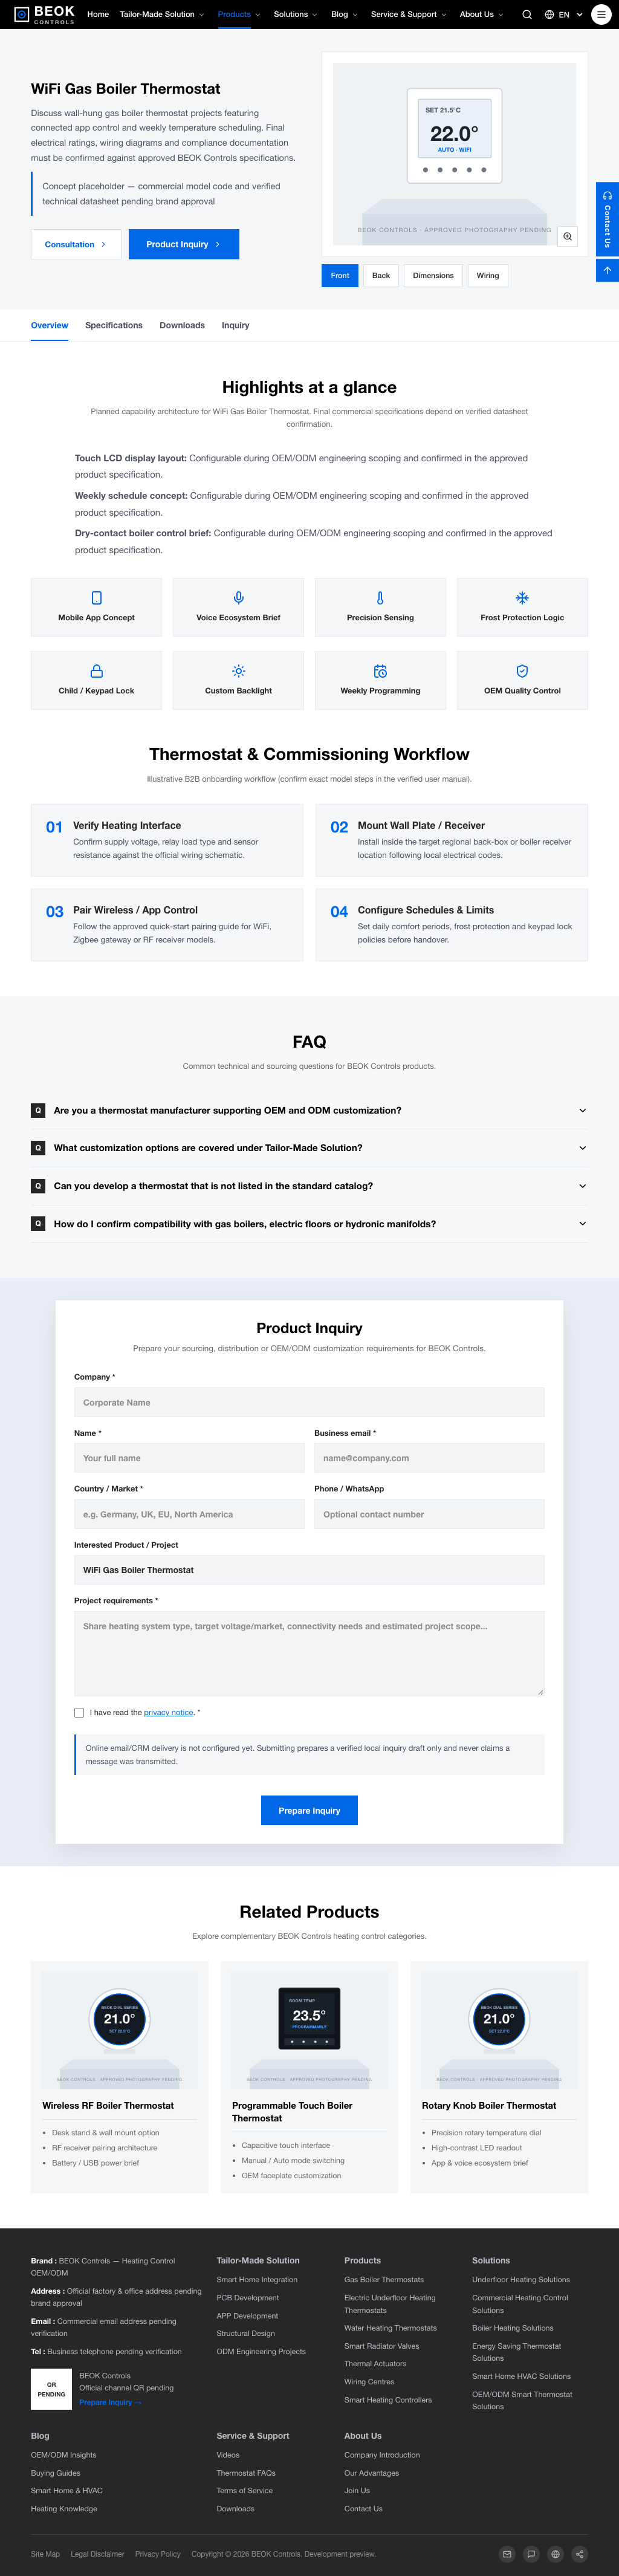 BEOK
CONTROLS
Home
Tailor-Made Solution
Products
Solutions
Blog
Service & Support
About Us
EN
WiFi Gas Boiler Thermostat
Discuss wall-hung gas boiler thermostat projects featuring
connected app control and weekly temperature scheduling. Final
electrical ratings, wiring diagrams and compliance documentation
must be confirmed against approved BEOK Controls specifications.
Concept placeholder — commercial model code and verified
technical datasheet pending brand approval
Consultation
Product Inquiry
SET 21.5°C
22.0°
AUTO · WIFI
BEOK CONTROLS · APPROVED PHOTOGRAPHY PENDING
Front
Back
Dimensions
Wiring
Contact Us
Overview
Specifications
Downloads
Inquiry
Highlights at a glance
Planned capability architecture for WiFi Gas Boiler Thermostat. Final commercial specifications depend on verified datasheet
confirmation.
Touch LCD display layout: Configurable during OEM/ODM engineering scoping and confirmed in the approved
product specification.
Weekly schedule concept: Configurable during OEM/ODM engineering scoping and confirmed in the approved
product specification.
Dry-contact boiler control brief: Configurable during OEM/ODM engineering scoping and confirmed in the approved
product specification.
Mobile App Concept
Voice Ecosystem Brief
Precision Sensing
Frost Protection Logic
Child / Keypad Lock
Custom Backlight
Weekly Programming
OEM Quality Control
Thermostat & Commissioning Workflow
Illustrative B2B onboarding workflow (confirm exact model steps in the verified user manual).
01
Verify Heating Interface
Confirm supply voltage, relay load type and sensor
resistance against the official wiring schematic.
02
Mount Wall Plate / Receiver
Install inside the target regional back-box or boiler receiver
location following local electrical codes.
03
Pair Wireless / App Control
Follow the approved quick-start pairing guide for WiFi,
Zigbee gateway or RF receiver models.
04
Configure Schedules & Limits
Set daily comfort periods, frost protection and keypad lock
policies before handover.
FAQ
Common technical and sourcing questions for BEOK Controls products.
Q
Are you a thermostat manufacturer supporting OEM and ODM customization?
Q
What customization options are covered under Tailor-Made Solution?
Q
Can you develop a thermostat that is not listed in the standard catalog?
Q
How do I confirm compatibility with gas boilers, electric floors or hydronic manifolds?
Product Inquiry
Prepare your sourcing, distribution or OEM/ODM customization requirements for BEOK Controls.
Company *
Corporate Name
Name *
Business email *
Your full name
name@company.com
Country / Market *
Phone / WhatsApp
e.g. Germany, UK, EU, North America
Optional contact number
Interested Product / Project
WiFi Gas Boiler Thermostat
Project requirements *
Share heating system type, target voltage/market, connectivity needs and estimated project scope...
I have read the privacy notice. *
Online email/CRM delivery is not configured yet. Submitting prepares a verified local inquiry draft only and never claims a
message was transmitted.
Prepare Inquiry
Related Products
Explore complementary BEOK Controls heating control categories.
BEOK DIAL SERIES
21.0°
SET 22.0°C
BEOK CONTROLS · APPROVED PHOTOGRAPHY PENDING
Wireless RF Boiler Thermostat
Desk stand & wall mount option
RF receiver pairing architecture
Battery / USB power brief
ROOM TEMP
23.5°
PROGRAMMABLE
BEOK CONTROLS · APPROVED PHOTOGRAPHY PENDING
Programmable Touch Boiler
Thermostat
Capacitive touch interface
Manual / Auto mode switching
OEM faceplate customization
BEOK DIAL SERIES
21.0°
SET 22.0°C
BEOK CONTROLS · APPROVED PHOTOGRAPHY PENDING
Rotary Knob Boiler Thermostat
Precision rotary temperature dial
High-contrast LED readout
App & voice ecosystem brief
Brand : BEOK Controls — Heating Control
OEM/ODM
Address : Official factory & office address pending
brand approval
Email : Commercial email address pending
verification
Tel : Business telephone pending verification
QR
PENDING
BEOK Controls
Official channel QR pending
Prepare Inquiry →
Tailor-Made Solution
Smart Home Integration
PCB Development
APP Development
Structural Design
ODM Engineering Projects
Products
Gas Boiler Thermostats
Electric Underfloor Heating
Thermostats
Water Heating Thermostats
Smart Radiator Valves
Thermal Actuators
Wiring Centres
Smart Heating Controllers
Solutions
Underfloor Heating Solutions
Commercial Heating Control
Solutions
Boiler Heating Solutions
Energy Saving Thermostat
Solutions
Smart Home HVAC Solutions
OEM/ODM Smart Thermostat
Solutions
Blog
OEM/ODM Insights
Buying Guides
Smart Home & HVAC
Heating Knowledge
Service & Support
Videos
Thermostat FAQs
Terms of Service
Downloads
About Us
Company Introduction
Our Advantages
Join Us
Contact Us
Site Map
Legal Disclaimer
Privacy Policy
Copyright © 2026 BEOK Controls. Development preview.